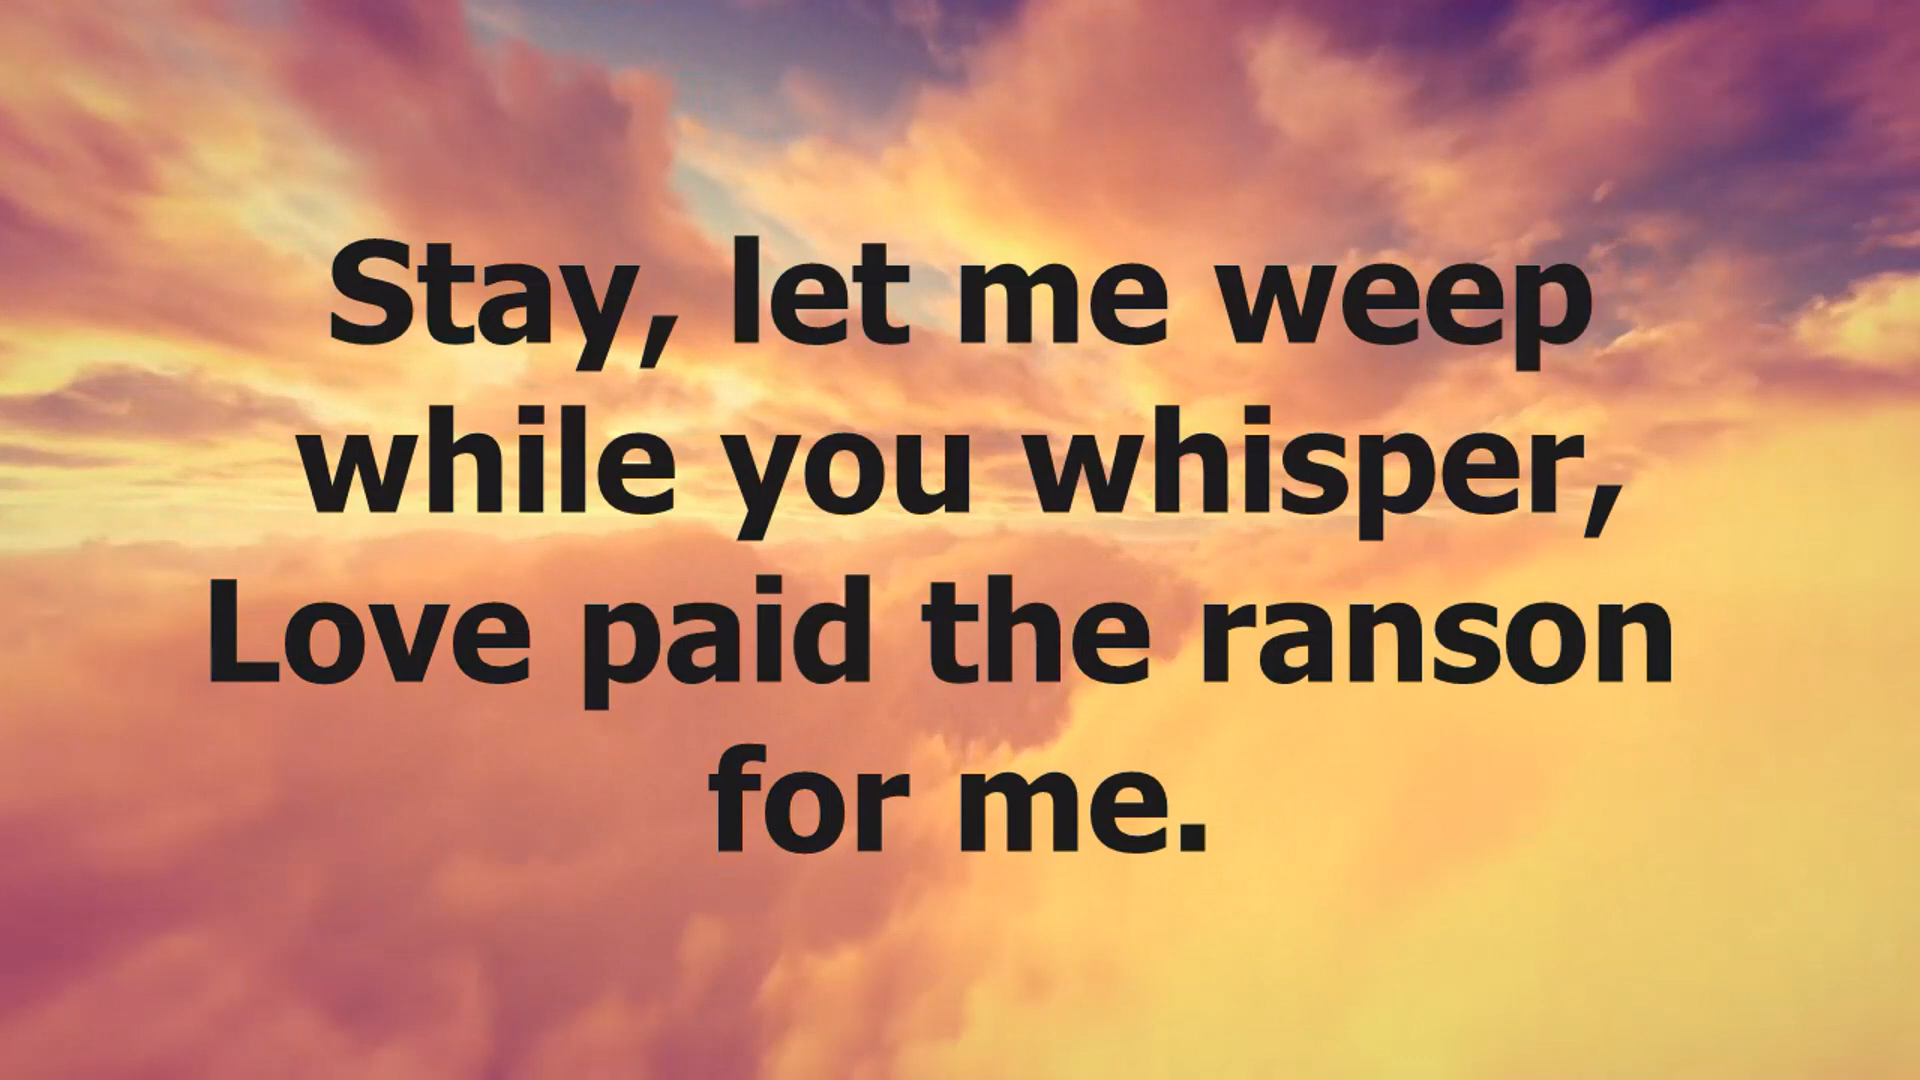 Stay, let me weep
while you whisper,
Love paid the ranson
for me.